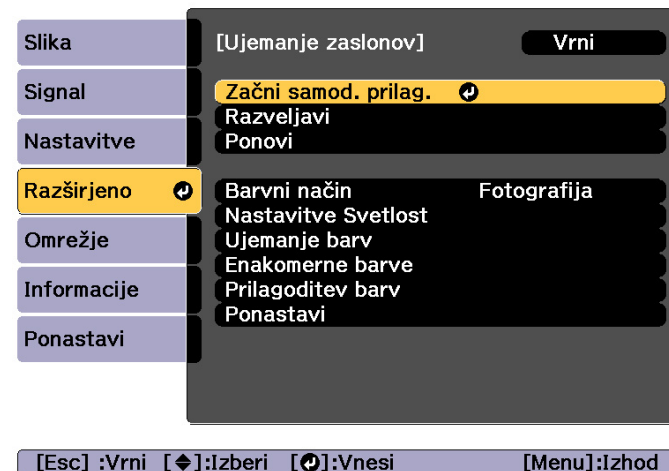 Slika
Signal
Nastavitve
Razširjeno
Omrežje
Informacije
Ponastavi
[Ujemanje zaslonov] Vrni
Začni samod. prilag.
Razveljavi
Ponovi
Barvni način Fotografija
Nastavitve Svetlost
Ujemanje barv
Enakomerne barve
Prilagoditev barv
Ponastavi
[Esc] :Vrni [◆]:Izberi [↵]:Vnesi [Menu]:Izhod